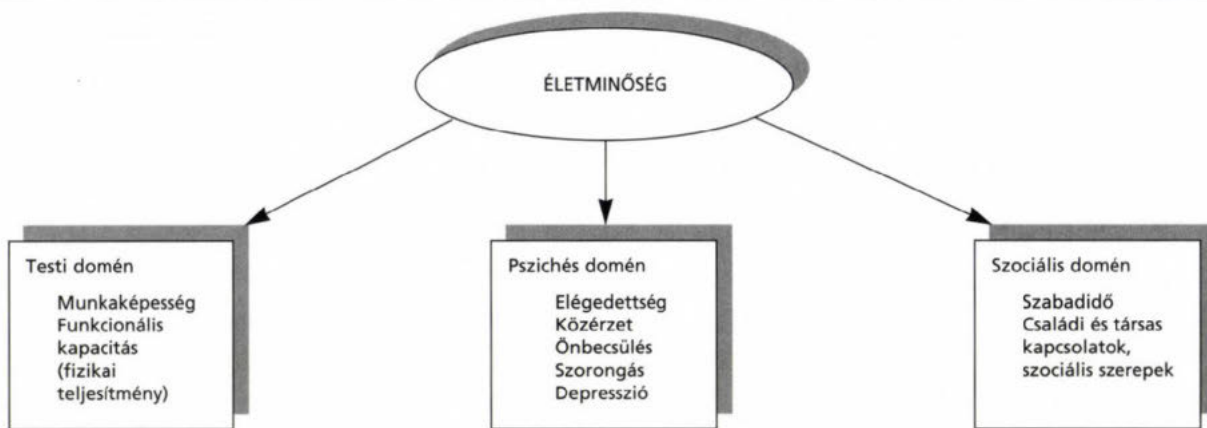 ÉLETMINŐSÉG
Testi domén
Munkaképesség
Funkcionális
kapacitás
(fizikai
teljesítmény)
Pszichés domén
Elégedettség
Közérzet
Önbecsülés
Szorongás
Depresszió
Szociális domén
Szabadidő
Családi és társas
kapcsolatok,
szociális szerepek